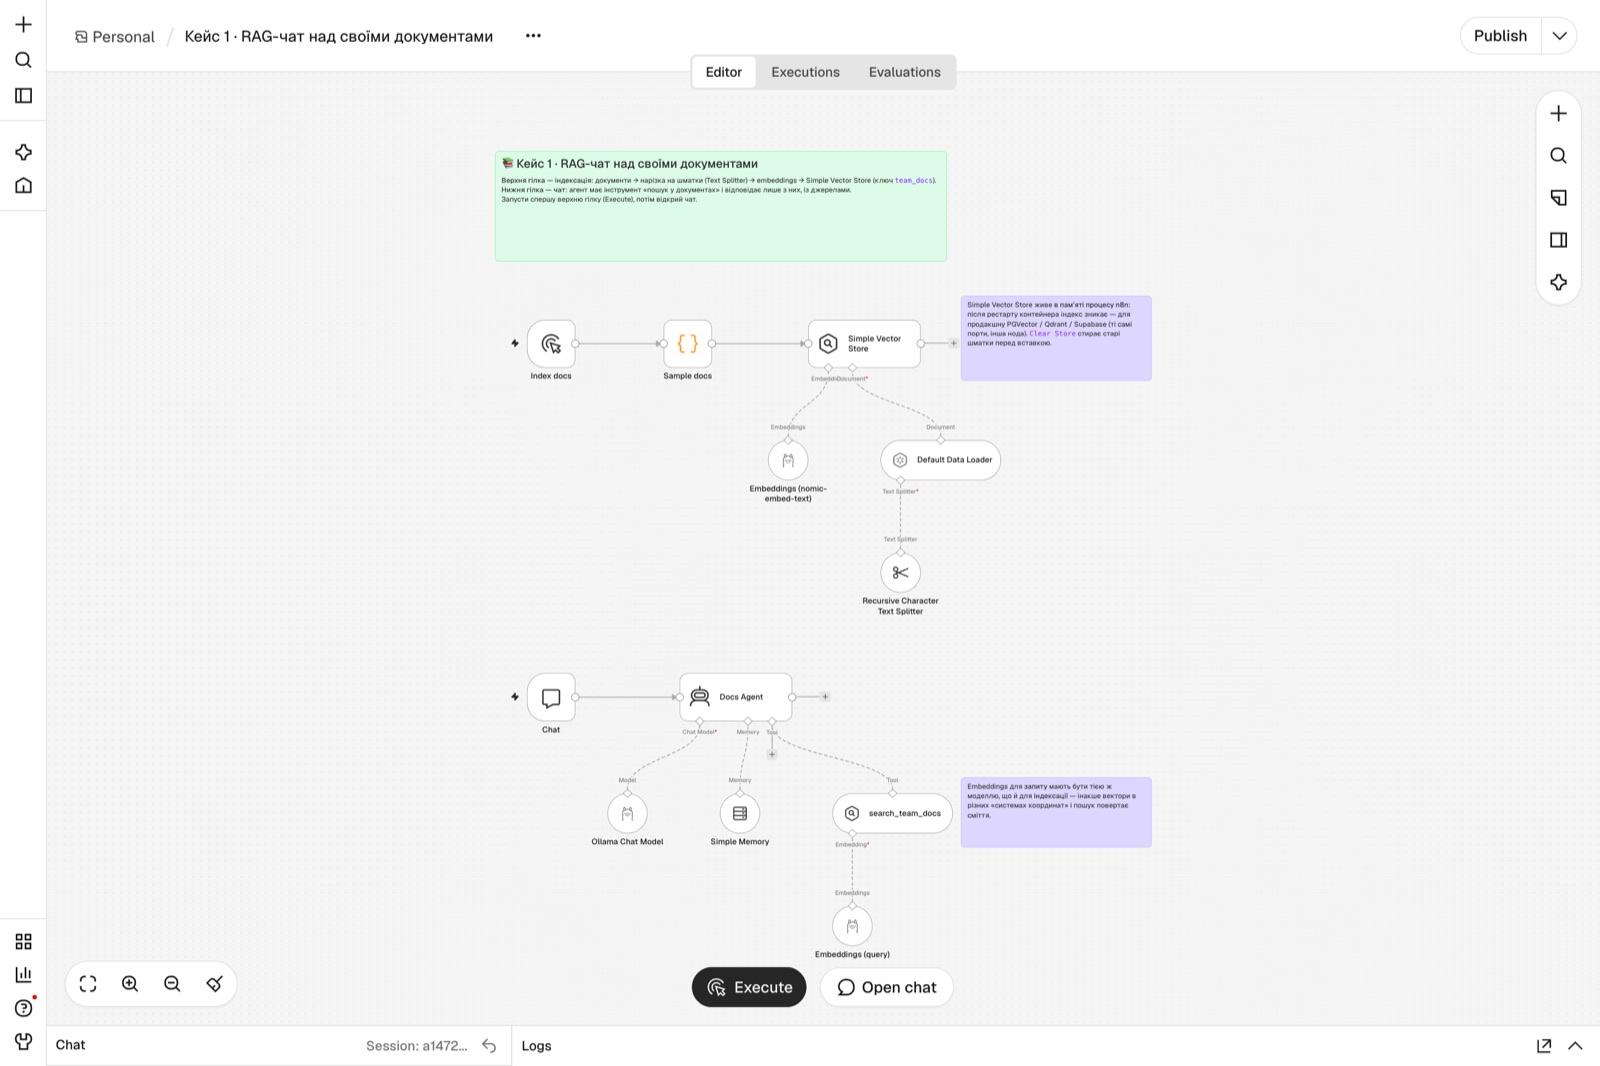 Personal / Кейс 1 · RAG-чат над своїми документами ...
Publish
Editor
Executions
Evaluations
Кейс 1 · RAG-чат над своїми документами
Верхня гілка — індексація: документи → нарізка на шматки (Text Splitter) → embeddings → Simple Vector Store (ключ team_docs).
Нижня гілка — чат: агент має інструмент «пошук у документах» і відповідає лише з них, із джерелами.
Запусти спершу верхню гілку (Execute), потім відкрий чат.
Simple Vector Store живе в пам'яті процесу n8n:
після рестарту контейнера індекс зникає — для
продакшну PGVector / Qdrant / Supabase (ті самі
порти, інша нода). Clear Store стирає старі
шматки перед вставкою.
Index docs
Sample docs
Simple Vector
Store
Document*
Embeddings
Document
Embeddings (nomic-
embed-text)
Default Data Loader
Text Splitter*
Text Splitter
Recursive Character
Text Splitter
Chat
Docs Agent
Chat Model*
Memory
Tool
Model
Memory
Tool
Ollama Chat Model
Simple Memory
search_team_docs
Embeddings для запиту мають бути тією ж
моделлю, що й для індексації — інакше вектори в
різних «системах координат» і пошук повертає
сміття.
Embedding*
Embeddings
Embeddings (query)
Execute
Open chat
Chat
Session: a1472...
Logs